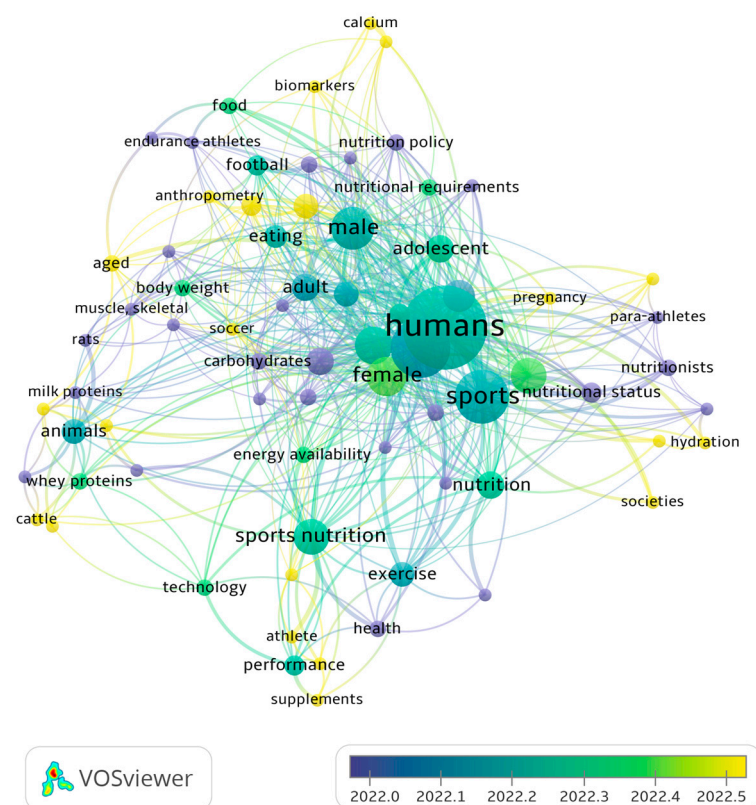 calcium
biomarkers
food
endurance athletes
nutrition policy
football
nutritional requirements
anthropometry
male
eating
adolescent
aged
body weight
adult
pregnancy
muscle, skeletal
soccer
humans
para-athletes
rats
carbohydrates
female
nutritionists
milk proteins
sports
nutritional status
animals
hydration
energy availability
whey proteins
nutrition
cattle
societies
sports nutrition
exercise
technology
health
athlete
performance
supplements
VOSviewer
2022.0 2022.1 2022.2 2022.3 2022.4 2022.5